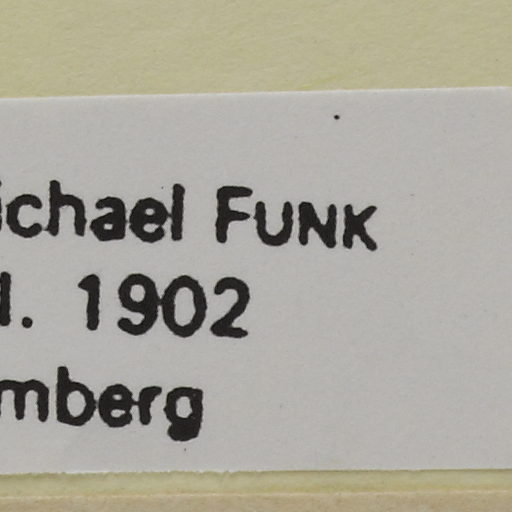 ichael FUNK
l. 1902
mberg